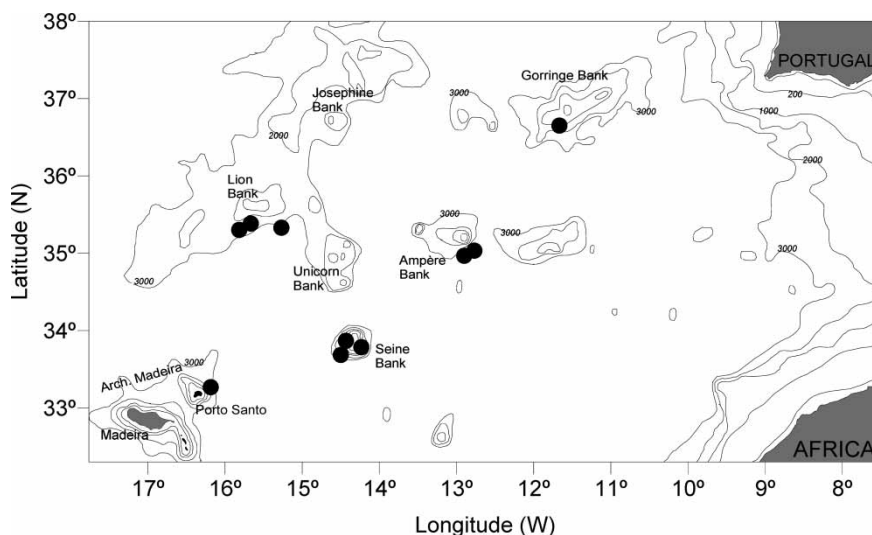 38º
37º
36º
35º
34º
33º
Latitude (N)
PORTUGAL
200
1000
2000
3000
Gorringe Bank
3000
3000
Josephine
Bank
2000
Lion
Bank
3000
3000
3000
Ampère
Bank
Unicorn
Bank
3000
Seine
Bank
3000
Arch. Madeira
Porto Santo
Madeira
AFRICA
17º
16º
15º
14º
13º
12º
11º
10º
9º
8º
Longitude (W)